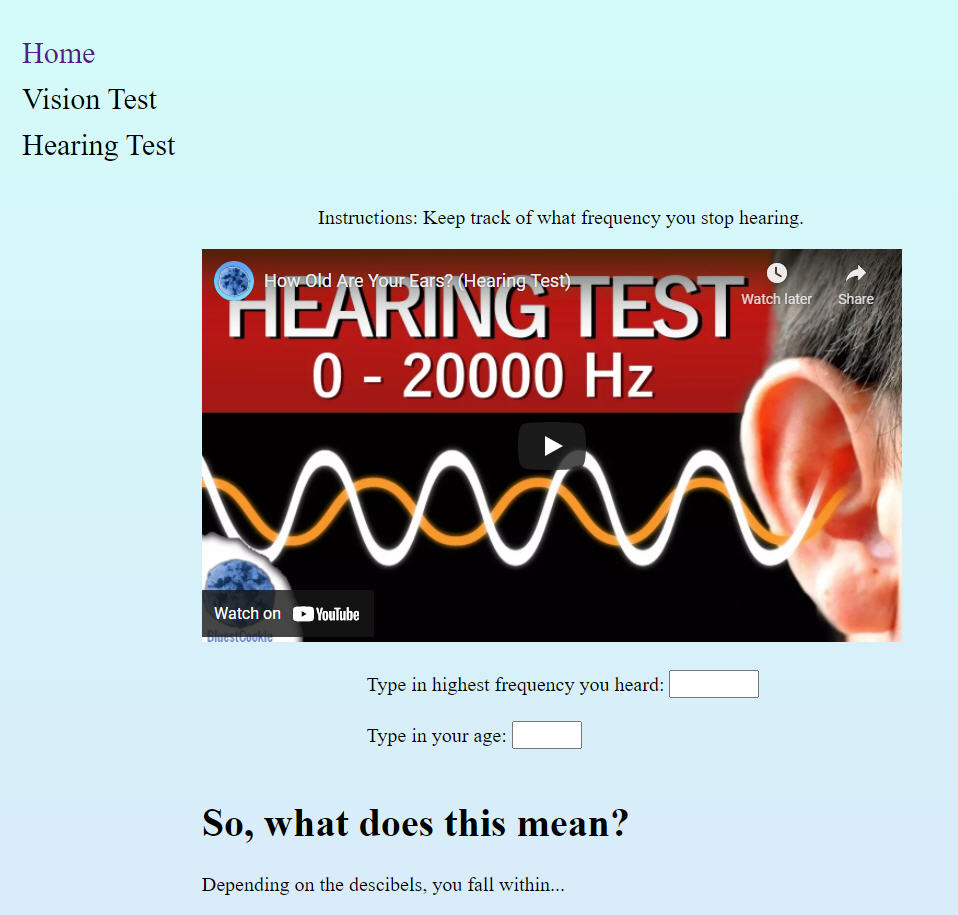 Home
Vision Test
Hearing Test
Instructions: Keep track of what frequency you stop hearing.
How Old Are Your Ears? (Hearing Test)
Watch later
Share
HEARING TEST
0 - 20000 Hz
Watch on YouTube
BluestCookie
Type in highest frequency you heard:
Type in your age:
So, what does this mean?
Depending on the descibels, you fall within...